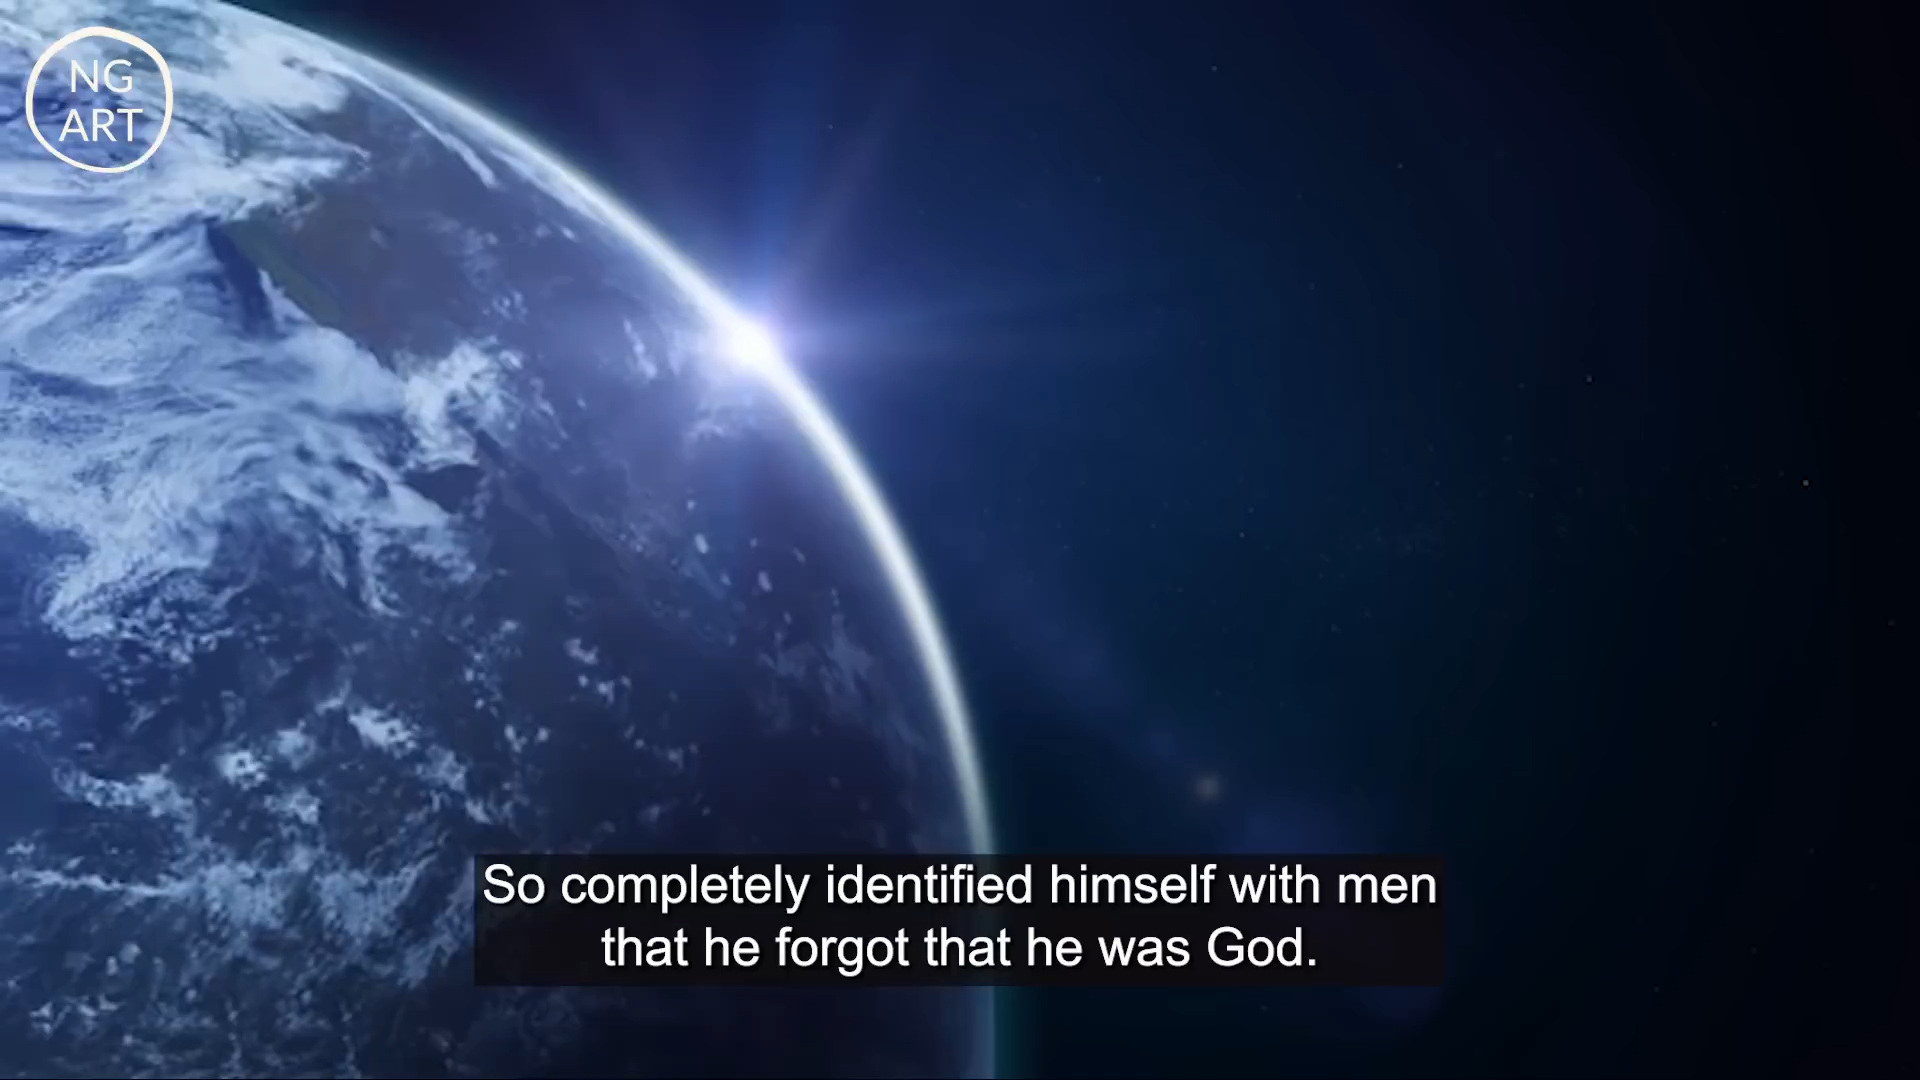 NG
ART
So completely identified himself with men
that he forgot that he was God.